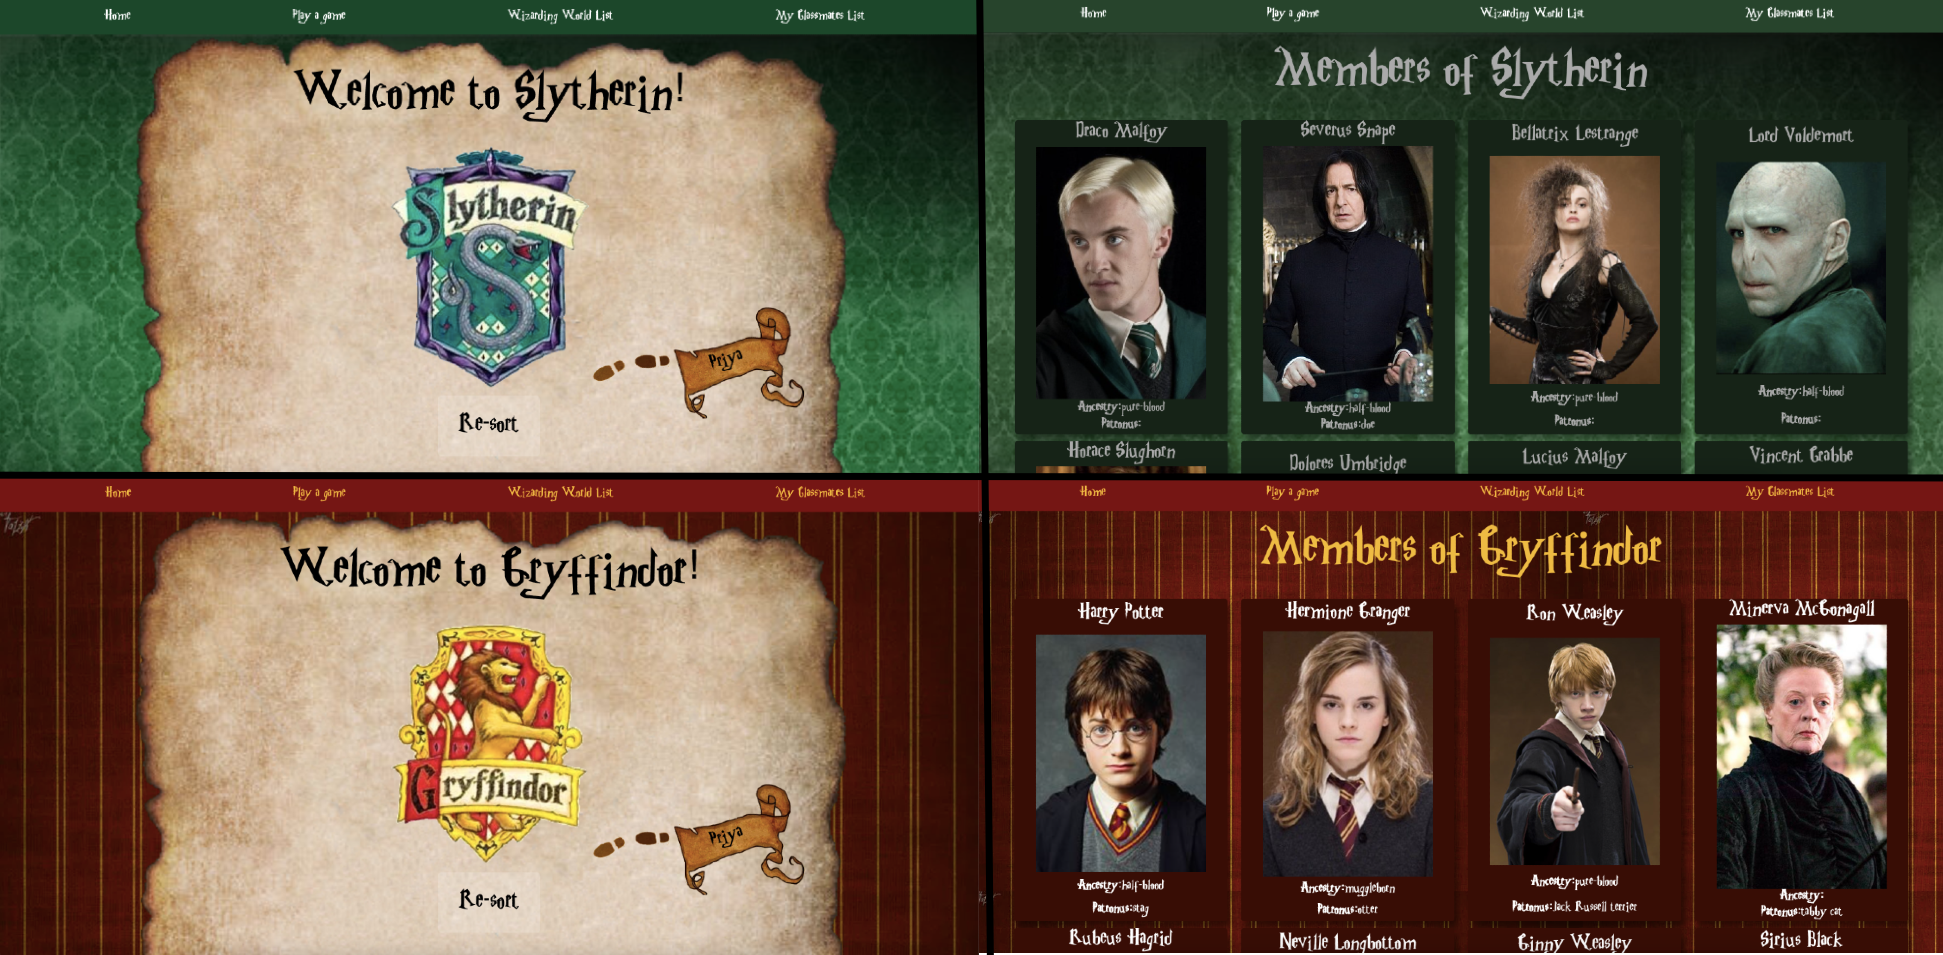 Home Play a game Wizarding World List My Classmates List
Welcome to Slytherin!
Slytherin
Priya
Re-sort
Home Play a game Wizarding World List My Classmates List
Members of Slytherin
Draco Malfoy Severus Snape Bellatrix Lestrange Lord Voldemort
Ancestry:pure-blood Ancestry:half-blood Ancestry:pure-blood Ancestry:half-blood
Patronus: Patronus:doe Patronus: Patronus:
Horace Slughorn Dolores Umbridge Lucius Malfoy Vincent Crabbe
Home Play a game Wizarding World List My Classmates List
Welcome to Gryffindor!
Gryffindor
Priya
Re-sort
Home Play a game Wizarding World List My Classmates List
Members of Gryffindor
Harry Potter Hermione Granger Ron Weasley Minerva McGonagall
Ancestry:half-blood Ancestry:muggleborn Ancestry:pure-blood Ancestry:
Patronus:stag Patronus:otter Patronus:Jack Russell terrier Patronus:tabby cat
Rubeus Hagrid Neville Longbottom Ginny Weasley Sirius Black